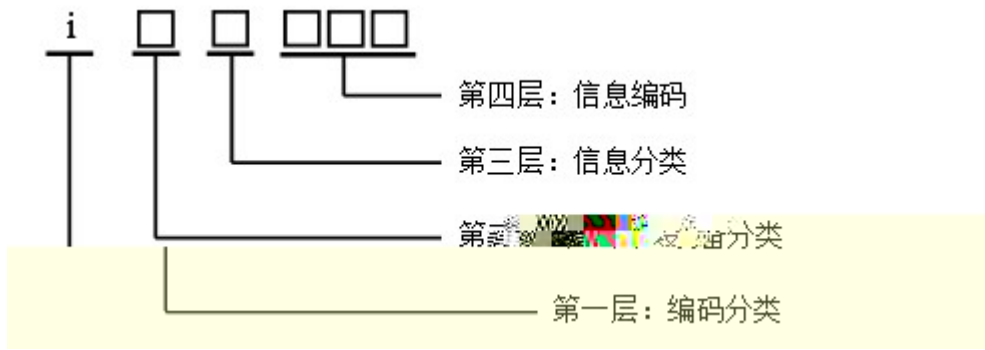 i □ □ □□□
第四层：信息编码
第三层：信息分类
第 分类
第一层：编码分类